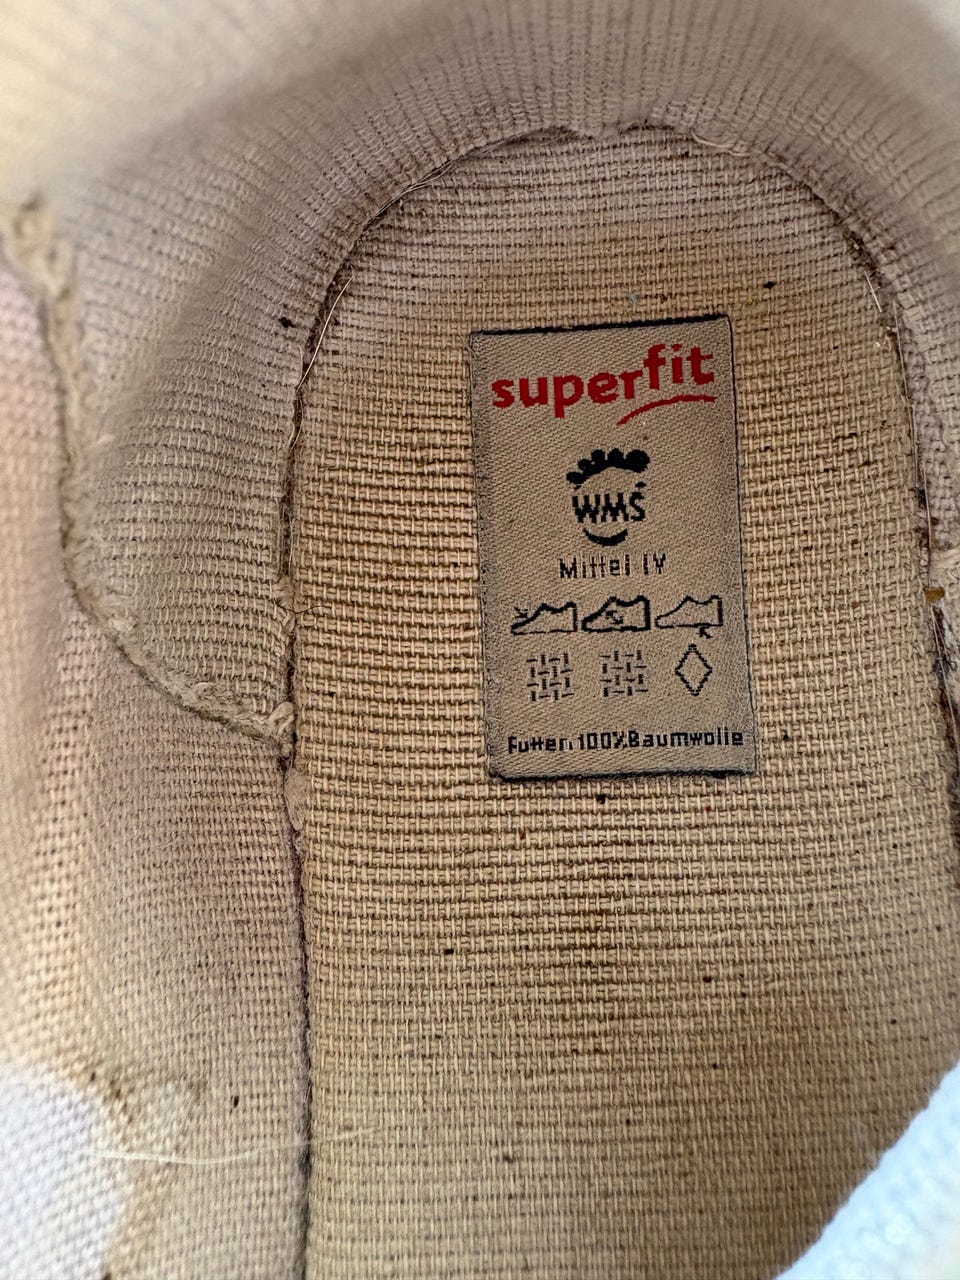 superfit
WMS
Mittel IV
Futter: 100% Baumwolle